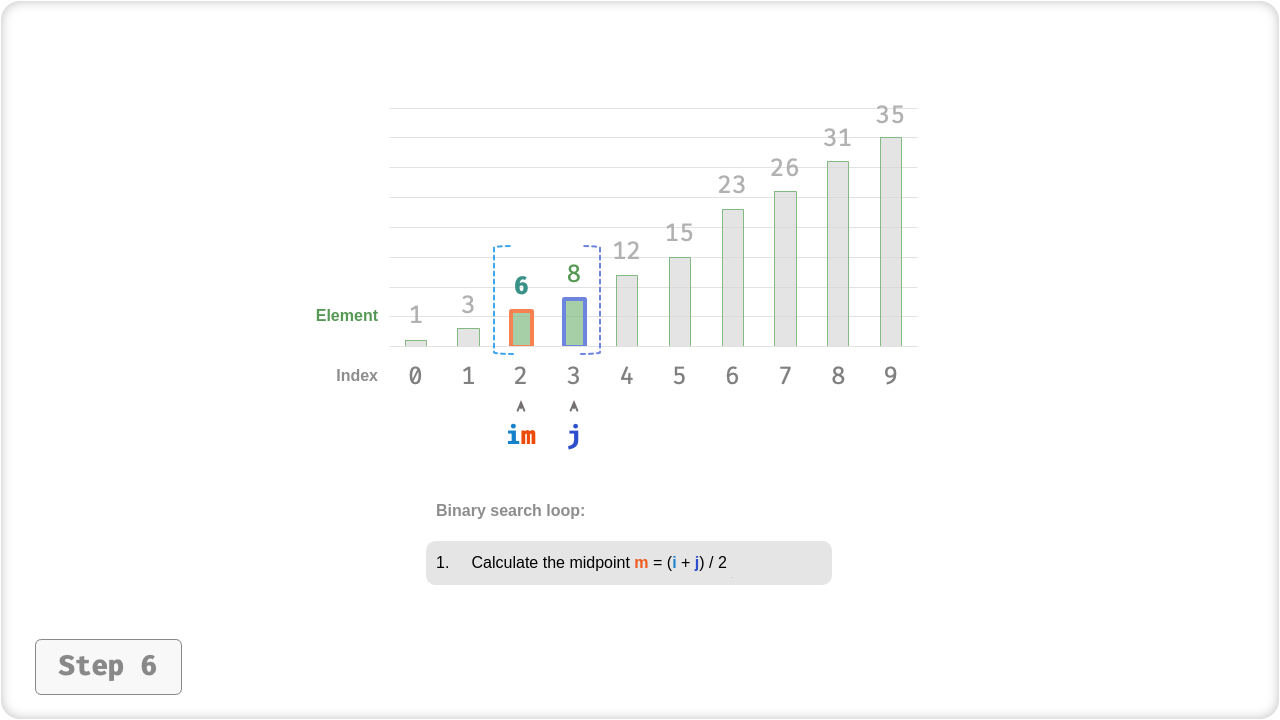 35
31
26
23
15
12
8
6
3
1
Element
Index 0 1 2 3 4 5 6 7 8 9
im j
Binary search loop:
1. Calculate the midpoint m = (i + j) / 2
Step 6